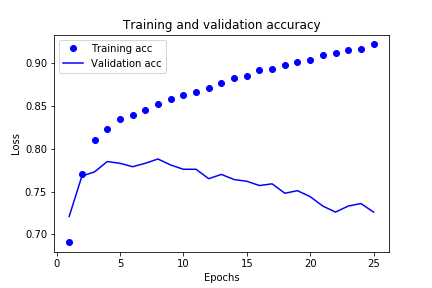 Training and validation accuracy
Training acc
Validation acc
0.90
0.85
0.80
0.75
0.70
Loss
0 5 10 15 20 25
Epochs